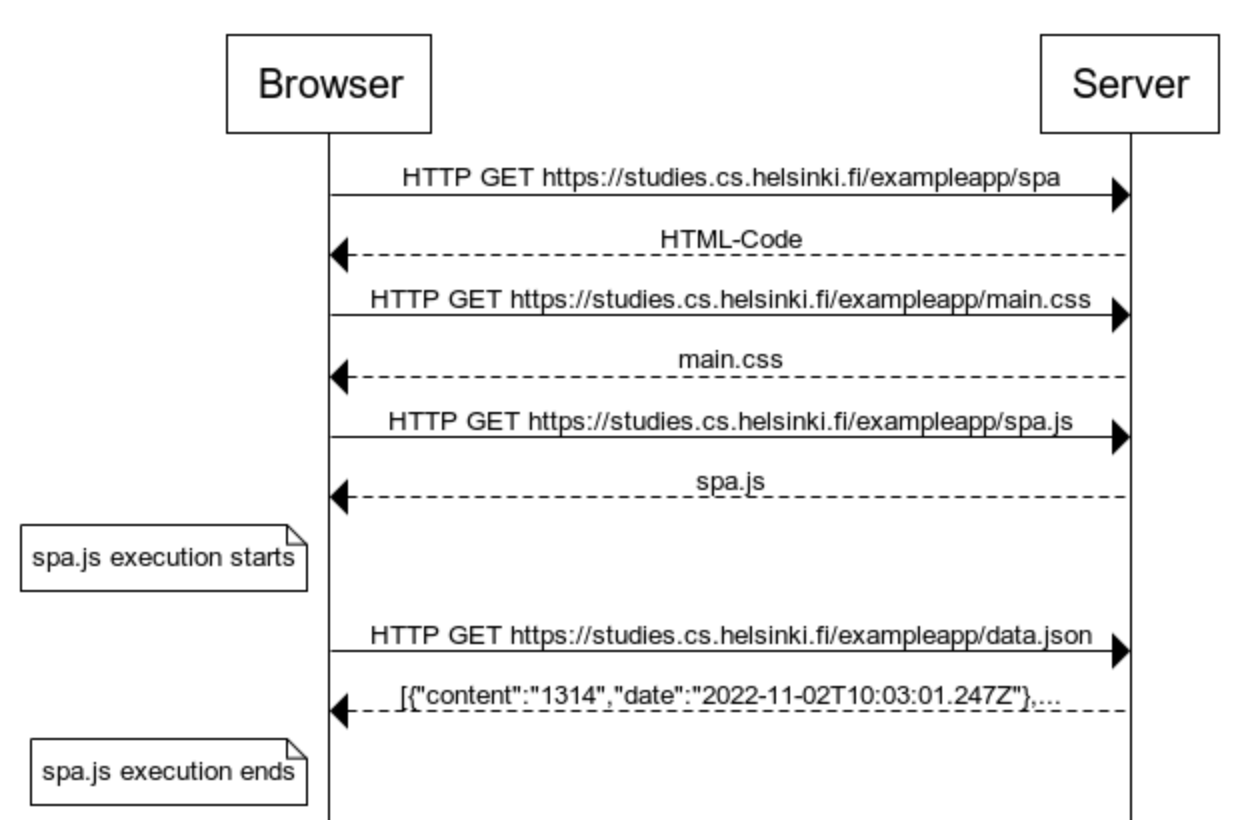 Browser
Server
HTTP GET https://studies.cs.helsinki.fi/exampleapp/spa
HTML-Code
HTTP GET https://studies.cs.helsinki.fi/exampleapp/main.css
main.css
HTTP GET https://studies.cs.helsinki.fi/exampleapp/spa.js
spa.js
spa.js execution starts
HTTP GET https://studies.cs.helsinki.fi/exampleapp/data.json
[{"content":"1314","date":"2022-11-02T10:03:01.247Z"},...
spa.js execution ends